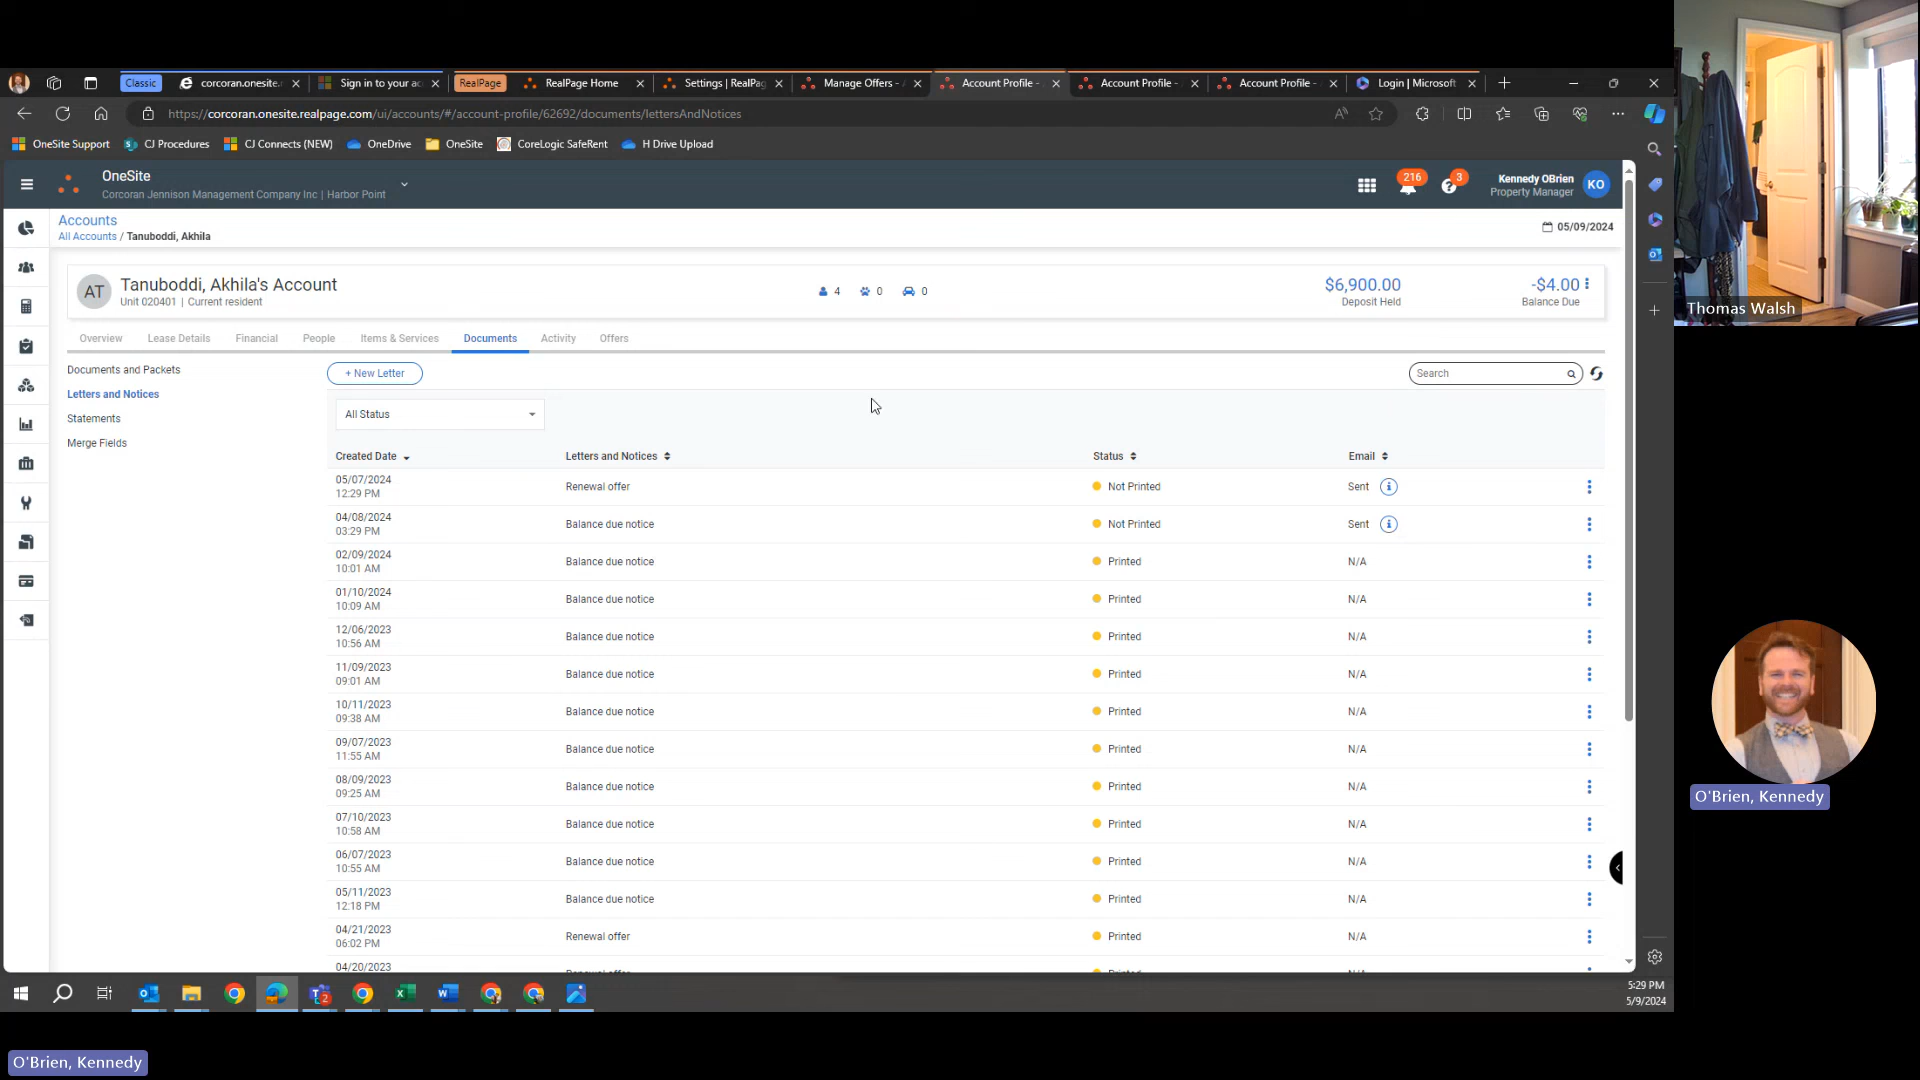 Classic
corcoran.onesite.r
Sign in to your ac
RealPage
RealPage Home
Settings | RealPag
Manage Offers -
Account Profile -
Account Profile -
Account Profile -
Login | Microsoft
https://corcoran.onesite.realpage.com/ui/accounts/#/account-profile/62692/documents/lettersAndNotices
OneSite Support
CJ Procedures
CJ Connects (NEW)
OneDrive
OneSite
CoreLogic SafeRent
H Drive Upload
OneSite
Corcoran Jennison Management Company Inc | Harbor Point
216
3
Kennedy OBrien
Property Manager
KO
Accounts
All Accounts / Tanuboddi, Akhila
05/09/2024
AT
Tanuboddi, Akhila's Account
Unit 020401 | Current resident
4
0
0
$6,900.00
Deposit Held
-$4.00
Balance Due
Overview
Lease Details
Financial
People
Items & Services
Documents
Activity
Offers
Documents and Packets
Letters and Notices
Statements
Merge Fields
+ New Letter
Search
All Status
Created Date
Letters and Notices
Status
Email
05/07/2024
12:29 PM
Renewal offer
Not Printed
Sent
04/08/2024
03:29 PM
Balance due notice
Not Printed
Sent
02/09/2024
10:01 AM
Balance due notice
Printed
N/A
01/10/2024
10:09 AM
Balance due notice
Printed
N/A
12/06/2023
10:56 AM
Balance due notice
Printed
N/A
11/09/2023
09:01 AM
Balance due notice
Printed
N/A
10/11/2023
09:38 AM
Balance due notice
Printed
N/A
09/07/2023
11:55 AM
Balance due notice
Printed
N/A
08/09/2023
09:25 AM
Balance due notice
Printed
N/A
07/10/2023
10:58 AM
Balance due notice
Printed
N/A
06/07/2023
10:55 AM
Balance due notice
Printed
N/A
05/11/2023
12:18 PM
Balance due notice
Printed
N/A
04/21/2023
06:02 PM
Renewal offer
Printed
N/A
04/20/2023
5:29 PM
5/9/2024
Thomas Walsh
O'Brien, Kennedy
O'Brien, Kennedy